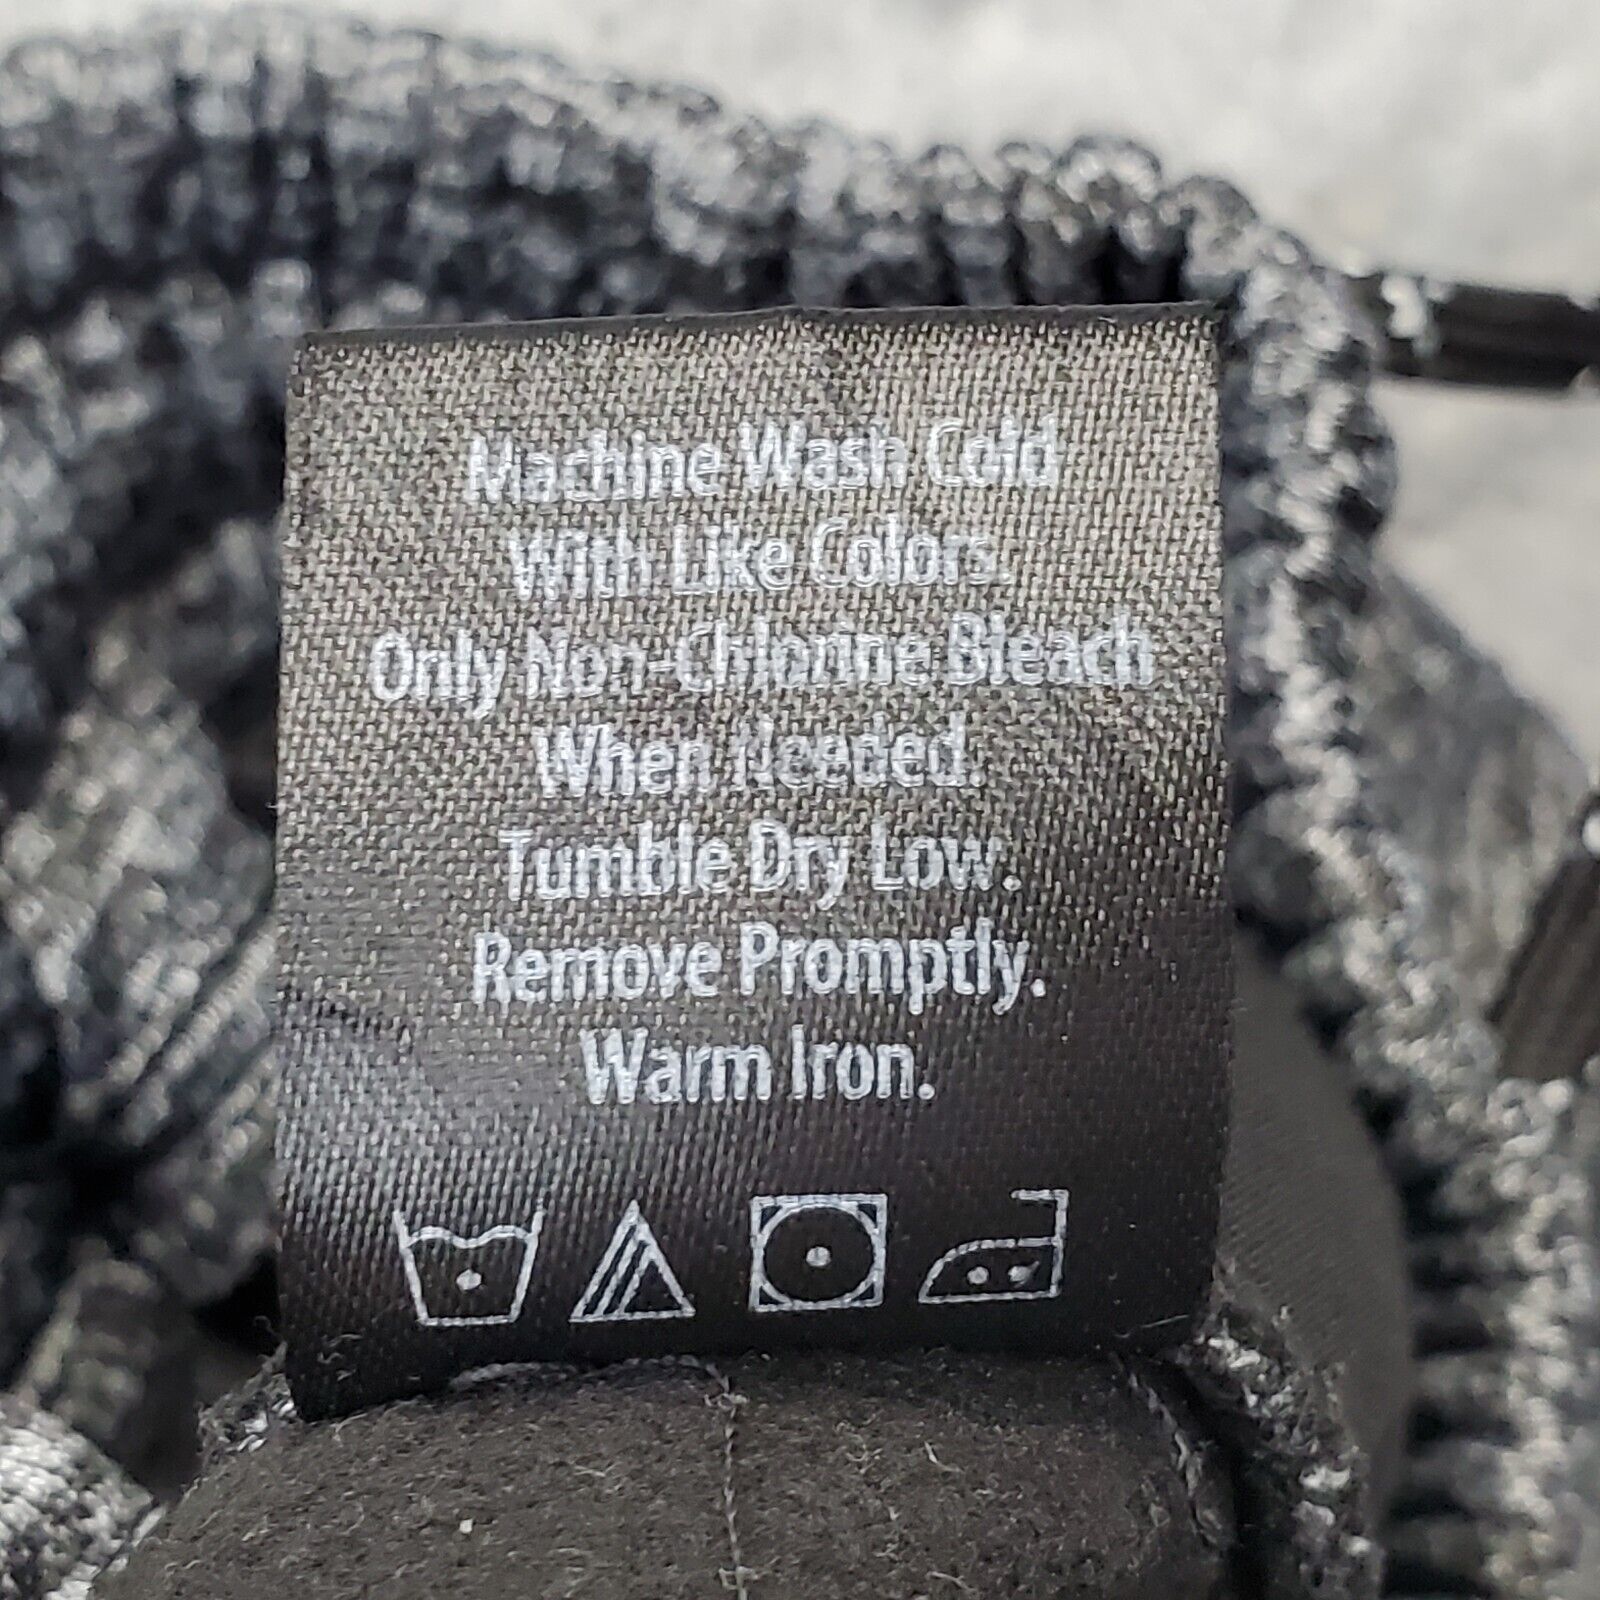 Machine Wash Cold
With Like Colors.
Only Non-Chlorine Bleach
When Needed.
Tumble Dry Low.
Remove Promptly.
Warm Iron.